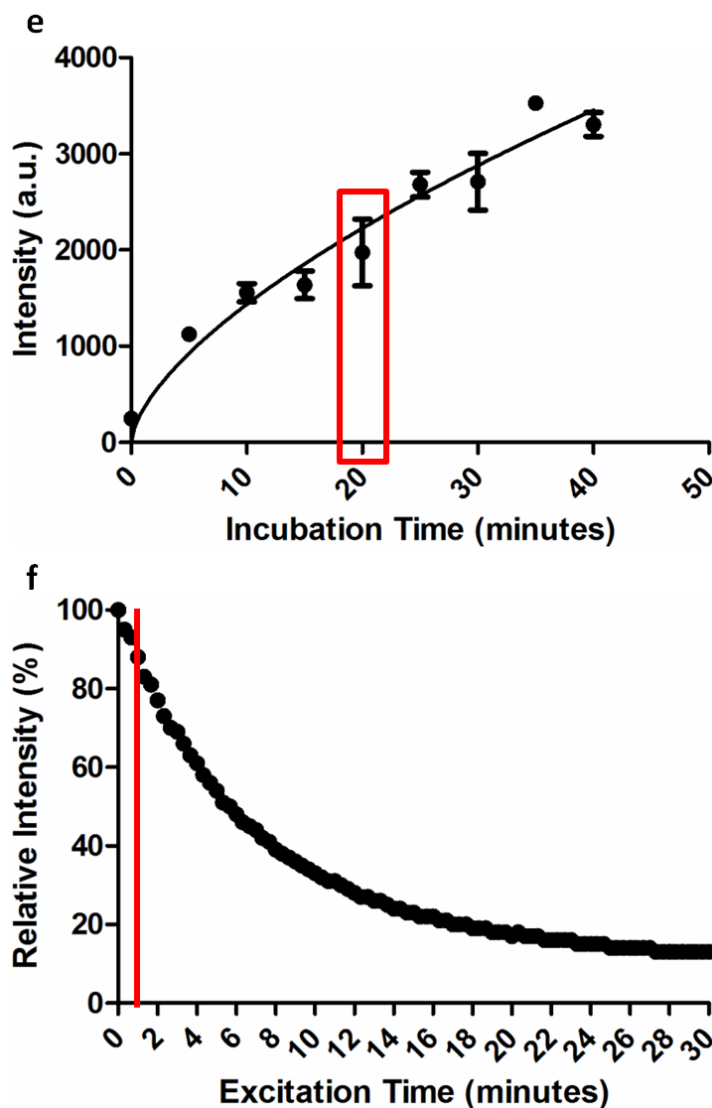 e
4000
3000
2000
1000
0
Intensity (a.u.)
0 10 20 30 40 50
Incubation Time (minutes)
f
100
80
60
40
20
0
Relative Intensity (%)
0 2 4 6 8 10 12 14 16 18 20 22 24 26 28 30
Excitation Time (minutes)